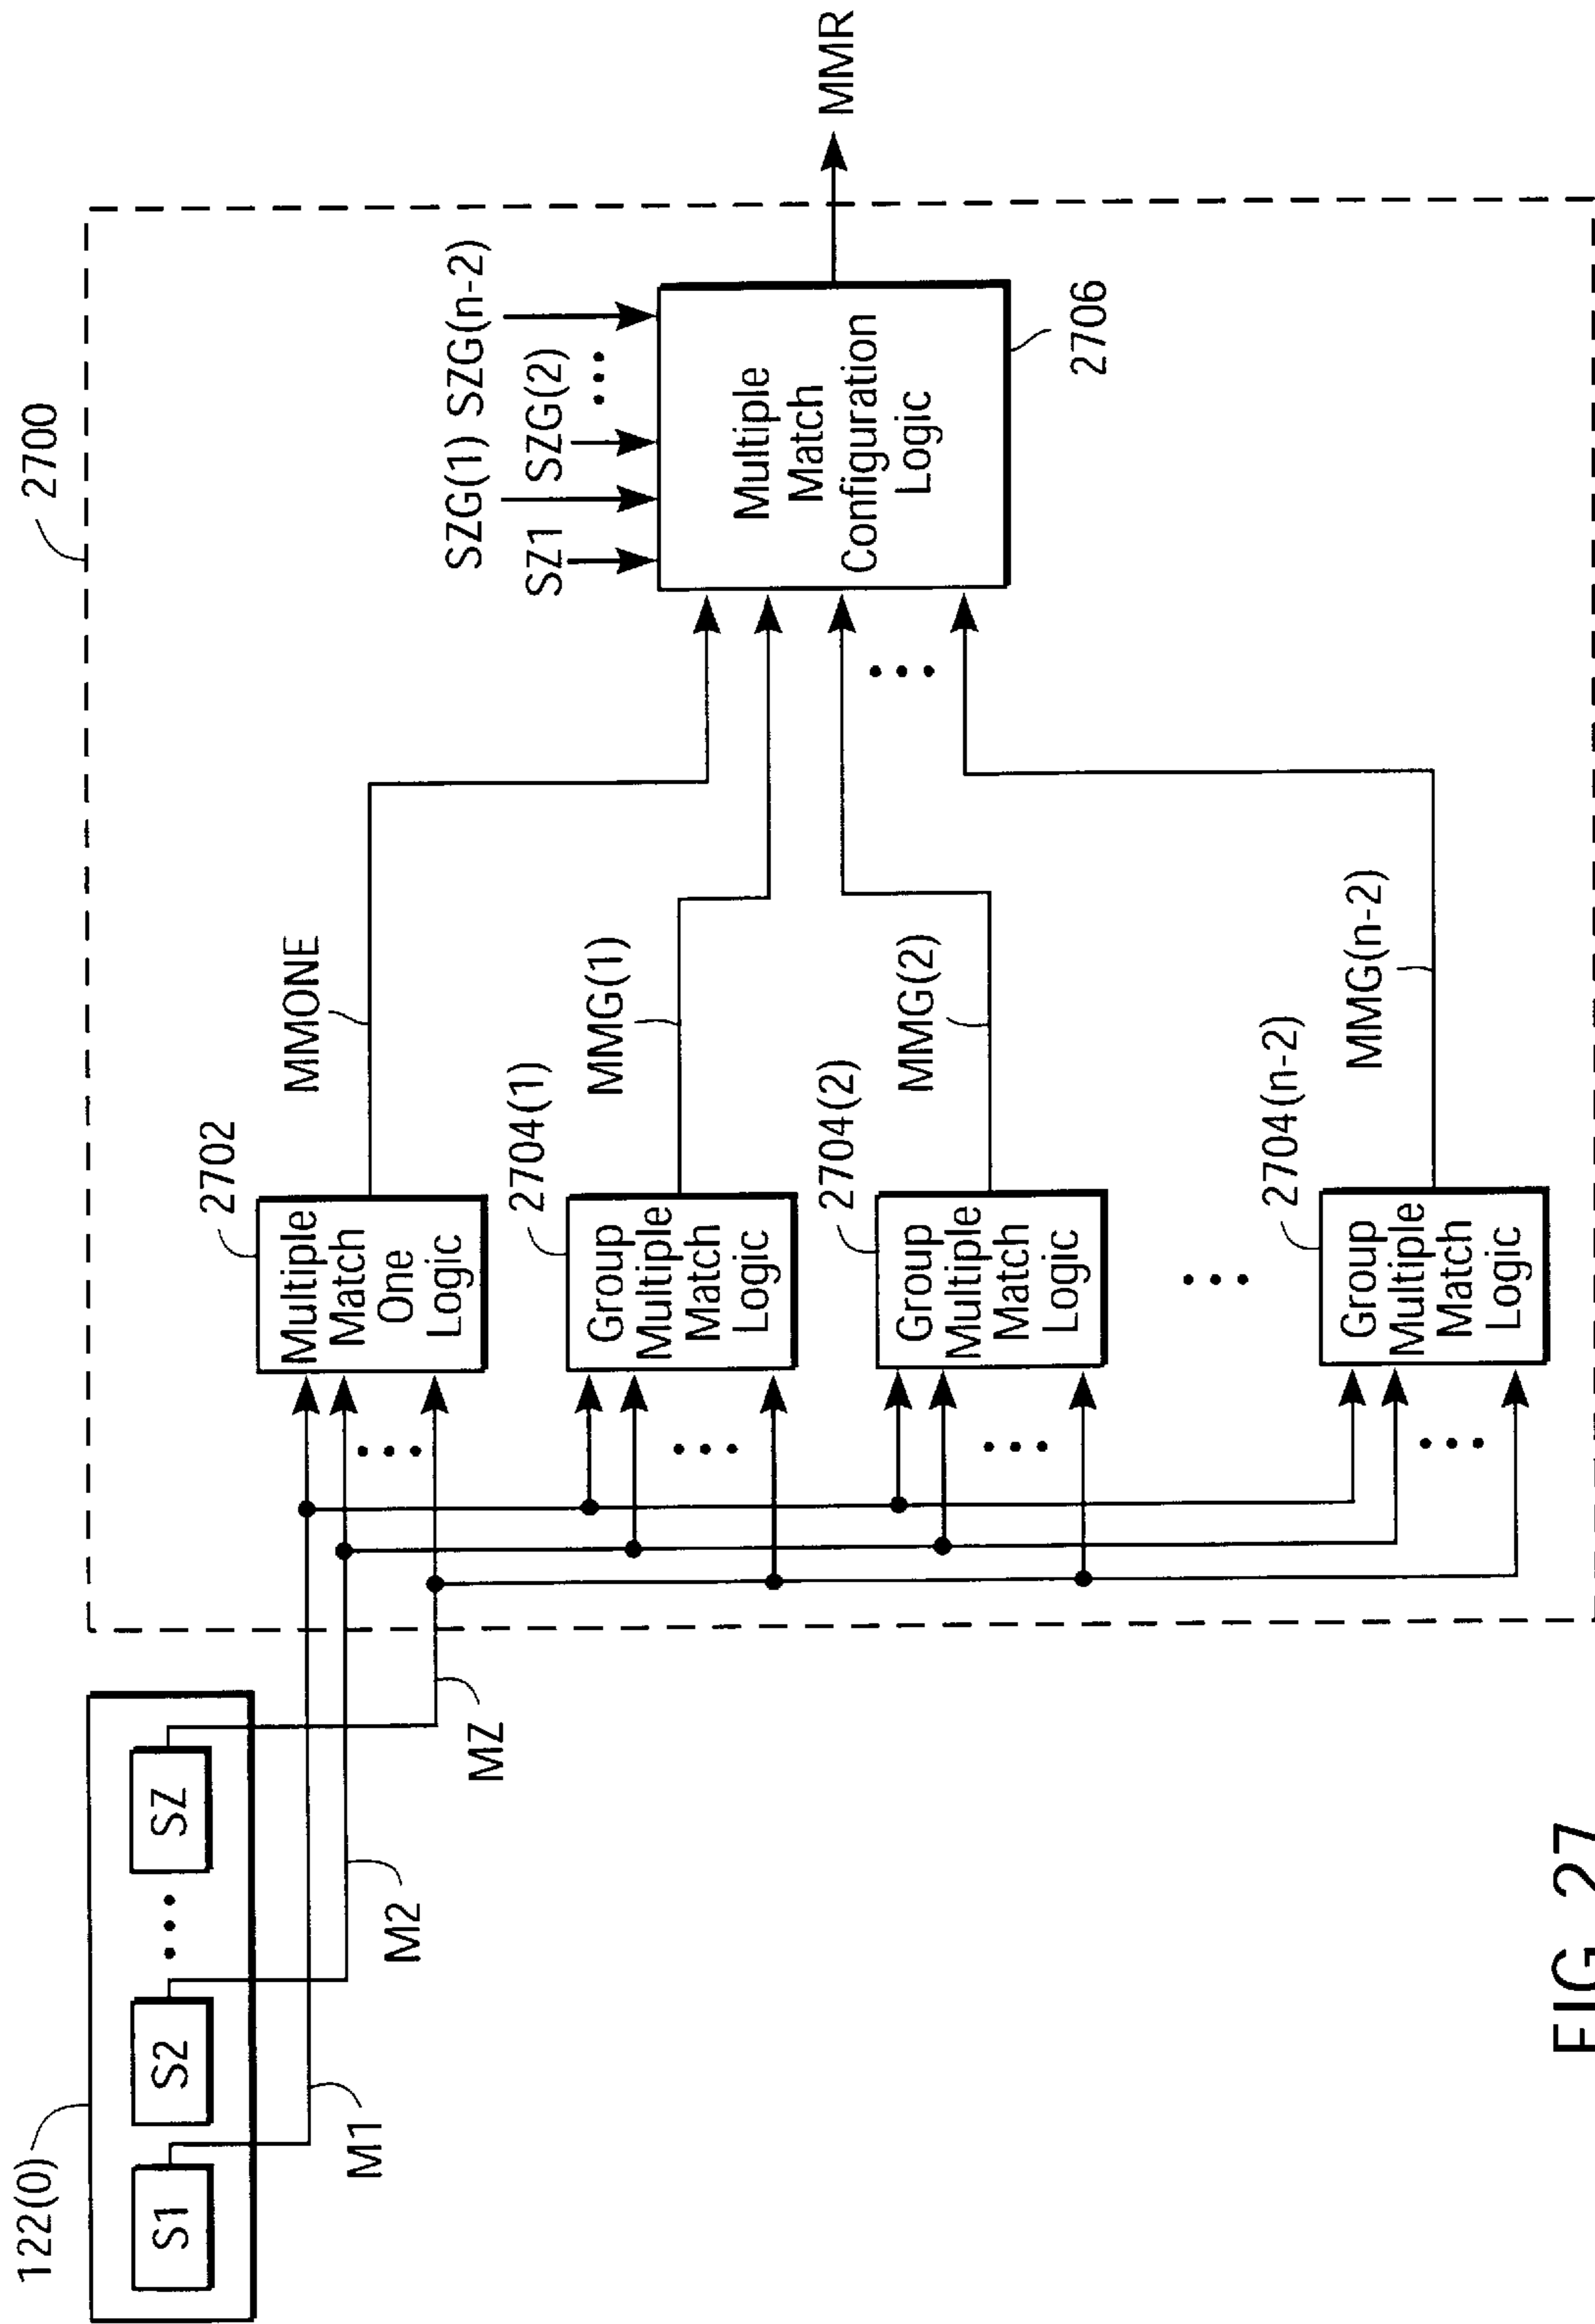 122(0)
S1
S2
SZ
M1
M2
MZ
2700
2702
Multiple
Match
One
Logic
MMONE
2704(1)
Group
Multiple
Match
Logic
MMG(1)
2704(2)
Group
Multiple
Match
Logic
MMG(2)
2704(n-2)
Group
Multiple
Match
Logic
MMG(n-2)
SZG(1) SZG(n-2)
SZ1 SZG(2)
Multiple
Match
Configuration
Logic
2706
MMR
FIG. 27